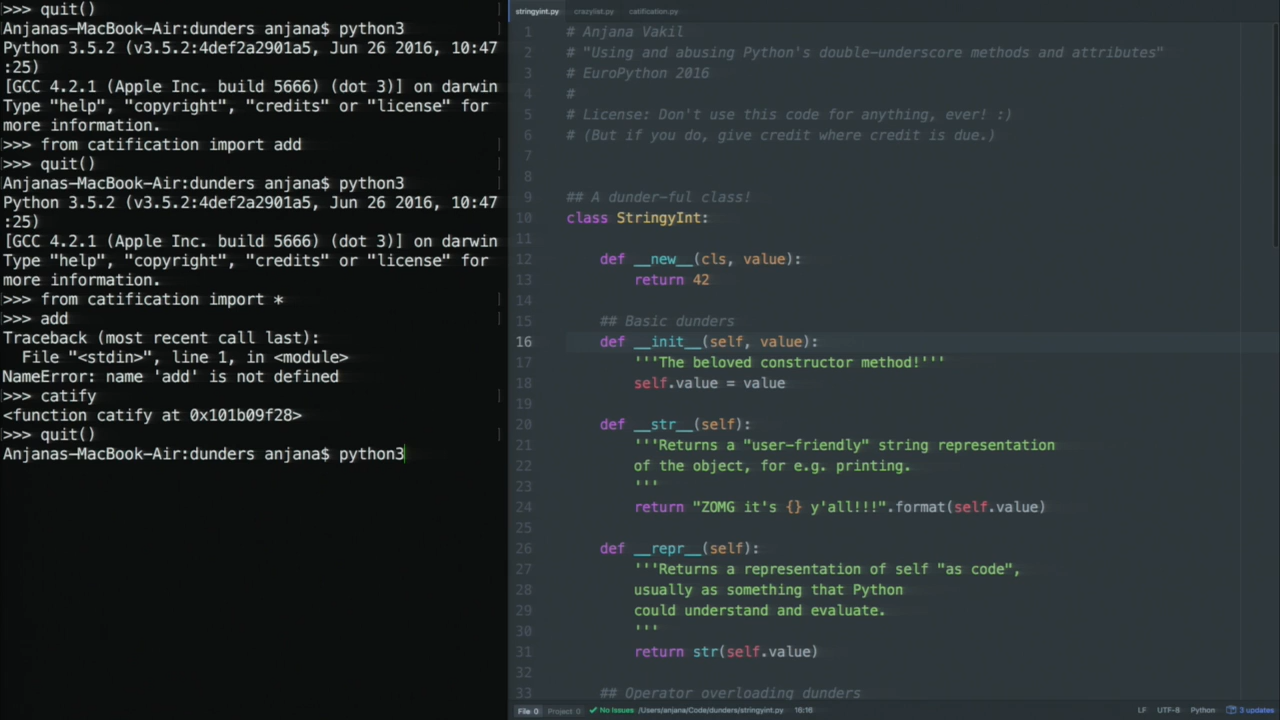 >>> quit()
Anjanas-MacBook-Air:dunders anjana$ python3
Python 3.5.2 (v3.5.2:4def2a2901a5, Jun 26 2016, 10:47
:25)
[GCC 4.2.1 (Apple Inc. build 5666) (dot 3)] on darwin
Type "help", "copyright", "credits" or "license" for
more information.
>>> from catification import add
>>> quit()
Anjanas-MacBook-Air:dunders anjana$ python3
Python 3.5.2 (v3.5.2:4def2a2901a5, Jun 26 2016, 10:47
:25)
[GCC 4.2.1 (Apple Inc. build 5666) (dot 3)] on darwin
Type "help", "copyright", "credits" or "license" for
more information.
>>> from catification import *
>>> add
Traceback (most recent call last):
  File "<stdin>", line 1, in <module>
NameError: name 'add' is not defined
>>> catify
<function catify at 0x101b09f28>
>>> quit()
Anjanas-MacBook-Air:dunders anjana$ python3
stringyint.py crazylist.py catification.py
1 # Anjana Vakil
2 # "Using and abusing Python's double-underscore methods and attributes"
3 # EuroPython 2016
4 #
5 # License: Don't use this code for anything, ever! :)
6 # (But if you do, give credit where credit is due.)
7
8
9 ## A dunder-ful class!
10 class StringyInt:
11
12     def __new__(cls, value):
13         return 42
14
15     ## Basic dunders
16     def __init__(self, value):
17         '''The beloved constructor method!'''
18         self.value = value
19
20     def __str__(self):
21         '''Returns a "user-friendly" string representation
22         of the object, for e.g. printing.
23         '''
24         return "ZOMG it's {} y'all!!!".format(self.value)
25
26     def __repr__(self):
27         '''Returns a representation of self "as code",
28         usually as something that Python
29         could understand and evaluate.
30         '''
31         return str(self.value)
32
33     ## Operator overloading dunders
File 0 Project 0 No Issues /Users/anjana/Code/dunders/stringyint.py 16:16 LF UTF-8 Python 3 updates